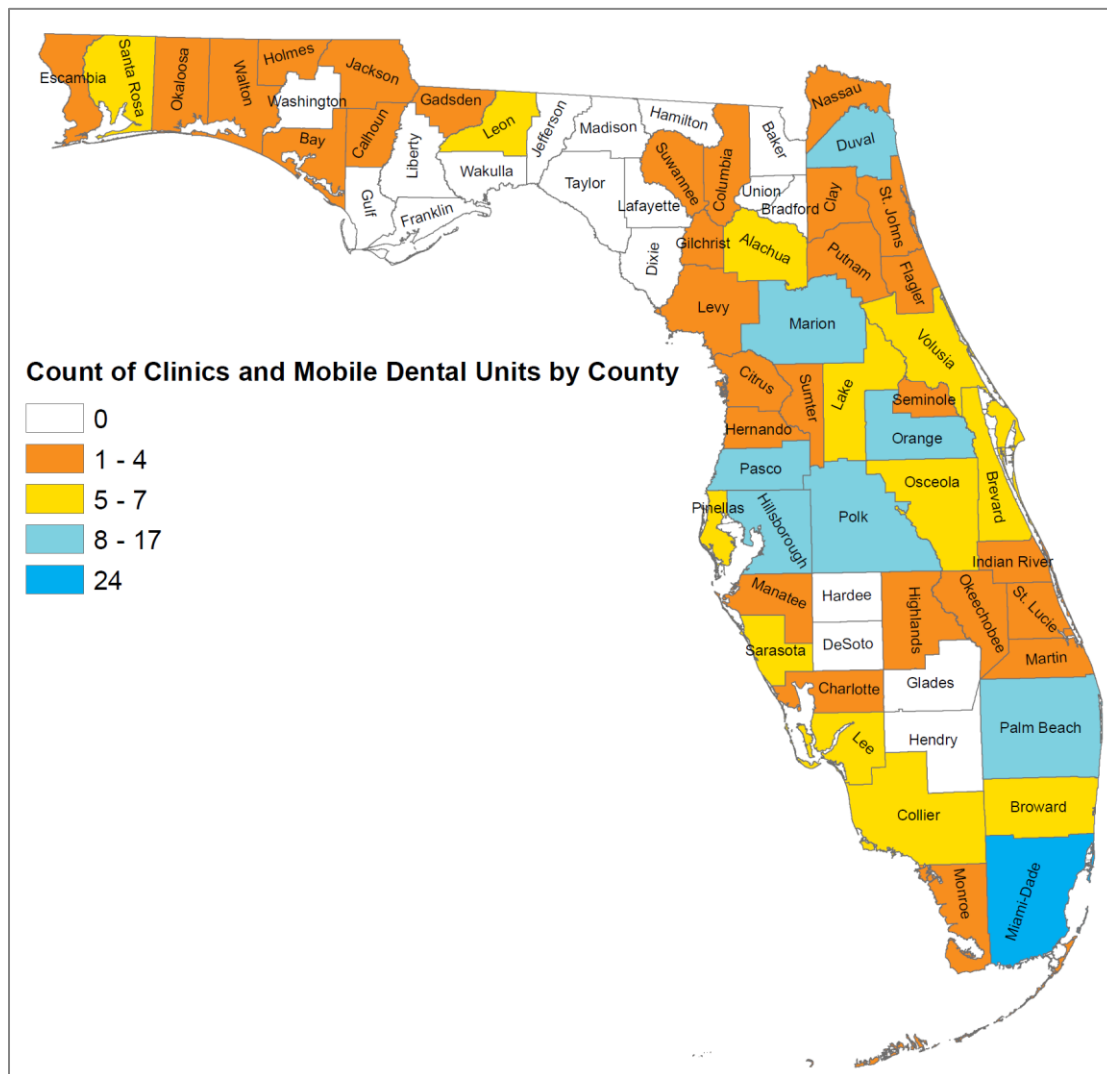 Escambia
Santa Rosa
Okaloosa
Walton
Holmes
Washington
Jackson
Bay
Calhoun
Gulf
Liberty
Gadsden
Franklin
Leon
Wakulla
Jefferson
Madison
Taylor
Hamilton
Lafayette
Dixie
Suwannee
Columbia
Gilchrist
Baker
Union
Bradford
Alachua
Nassau
Duval
Clay
St. Johns
Putnam
Flagler
Levy
Marion
Volusia
Count of Clinics and Mobile Dental Units by County
0
1 - 4
5 - 7
8 - 17
24
Citrus
Sumter
Lake
Seminole
Hernando
Orange
Pasco
Osceola
Brevard
Pinellas
Hillsborough
Polk
Indian River
Manatee
Hardee
Highlands
Okeechobee
St. Lucie
Sarasota
DeSoto
Martin
Charlotte
Glades
Lee
Hendry
Palm Beach
Collier
Broward
Monroe
Miami-Dade